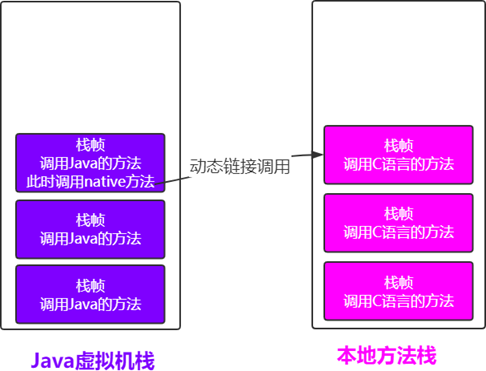 栈帧
调用Java的方法
此时调用native方法
栈帧
调用Java的方法
栈帧
调用Java的方法
Java虚拟机栈
动态链接调用
栈帧
调用C语言的方法
栈帧
调用C语言的方法
栈帧
调用C语言的方法
本地方法栈